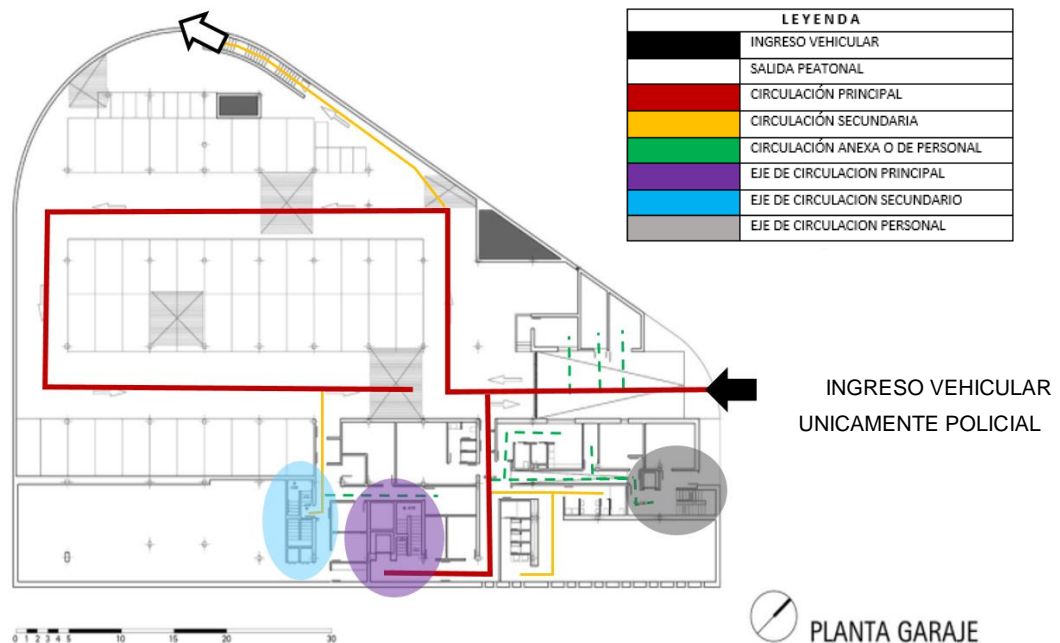 LEYENDA
INGRESO VEHICULAR
SALIDA PEATONAL
CIRCULACIÓN PRINCIPAL
CIRCULACIÓN SECUNDARIA
CIRCULACIÓN ANEXA O DE PERSONAL
EJE DE CIRCULACION PRINCIPAL
EJE DE CIRCULACION SECUNDARIO
EJE DE CIRCULACION PERSONAL
INGRESO VEHICULAR
UNICAMENTE POLICIAL
0 1 2 3 4 5 10 15 20 30
PLANTA GARAJE